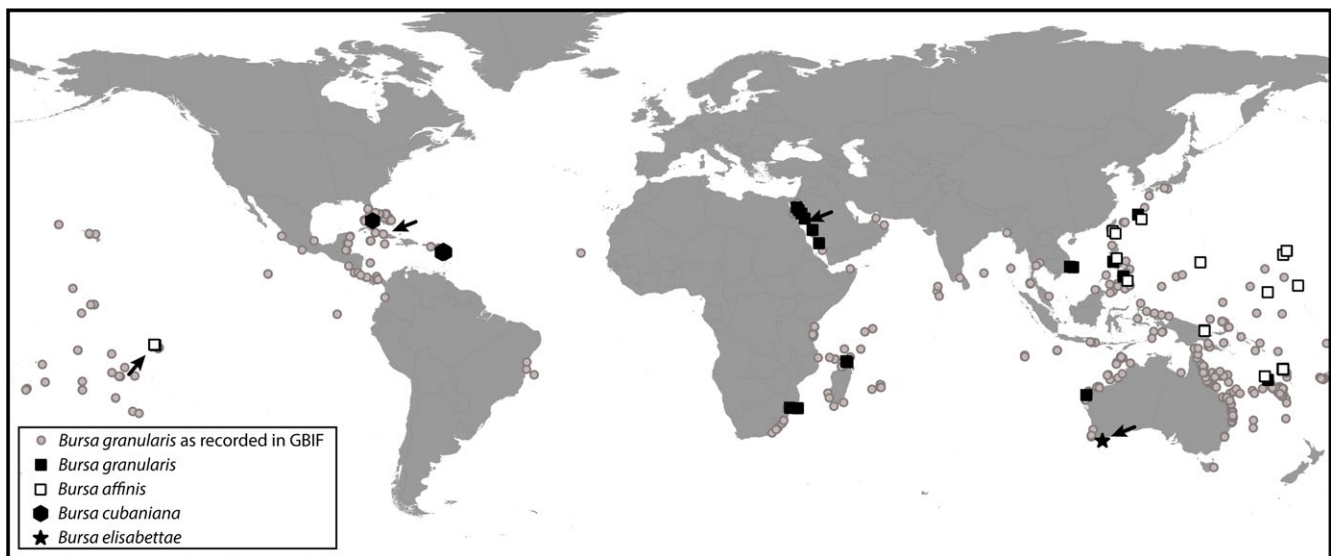 Bursa granularis as recorded in GBIF
Bursa granularis
Bursa affinis
Bursa cubaniana
Bursa elisabettae